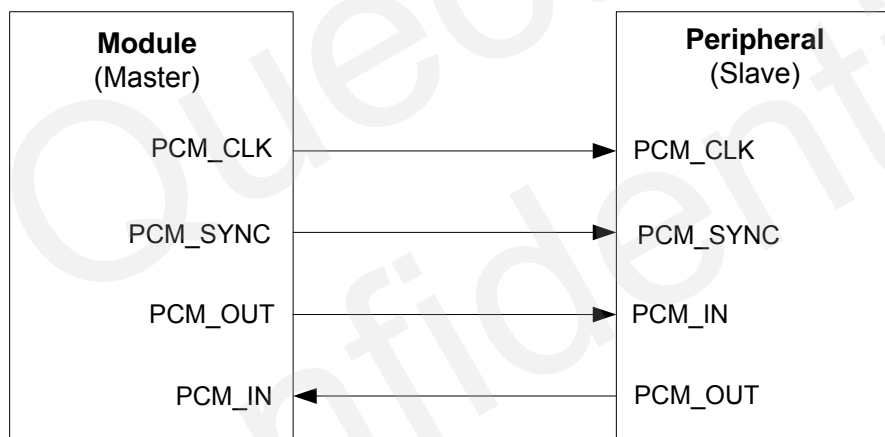 Module
(Master)
Peripheral
(Slave)
PCM_CLK
PCM_CLK
PCM_SYNC
PCM_SYNC
PCM_OUT
PCM_IN
PCM_IN
PCM_OUT